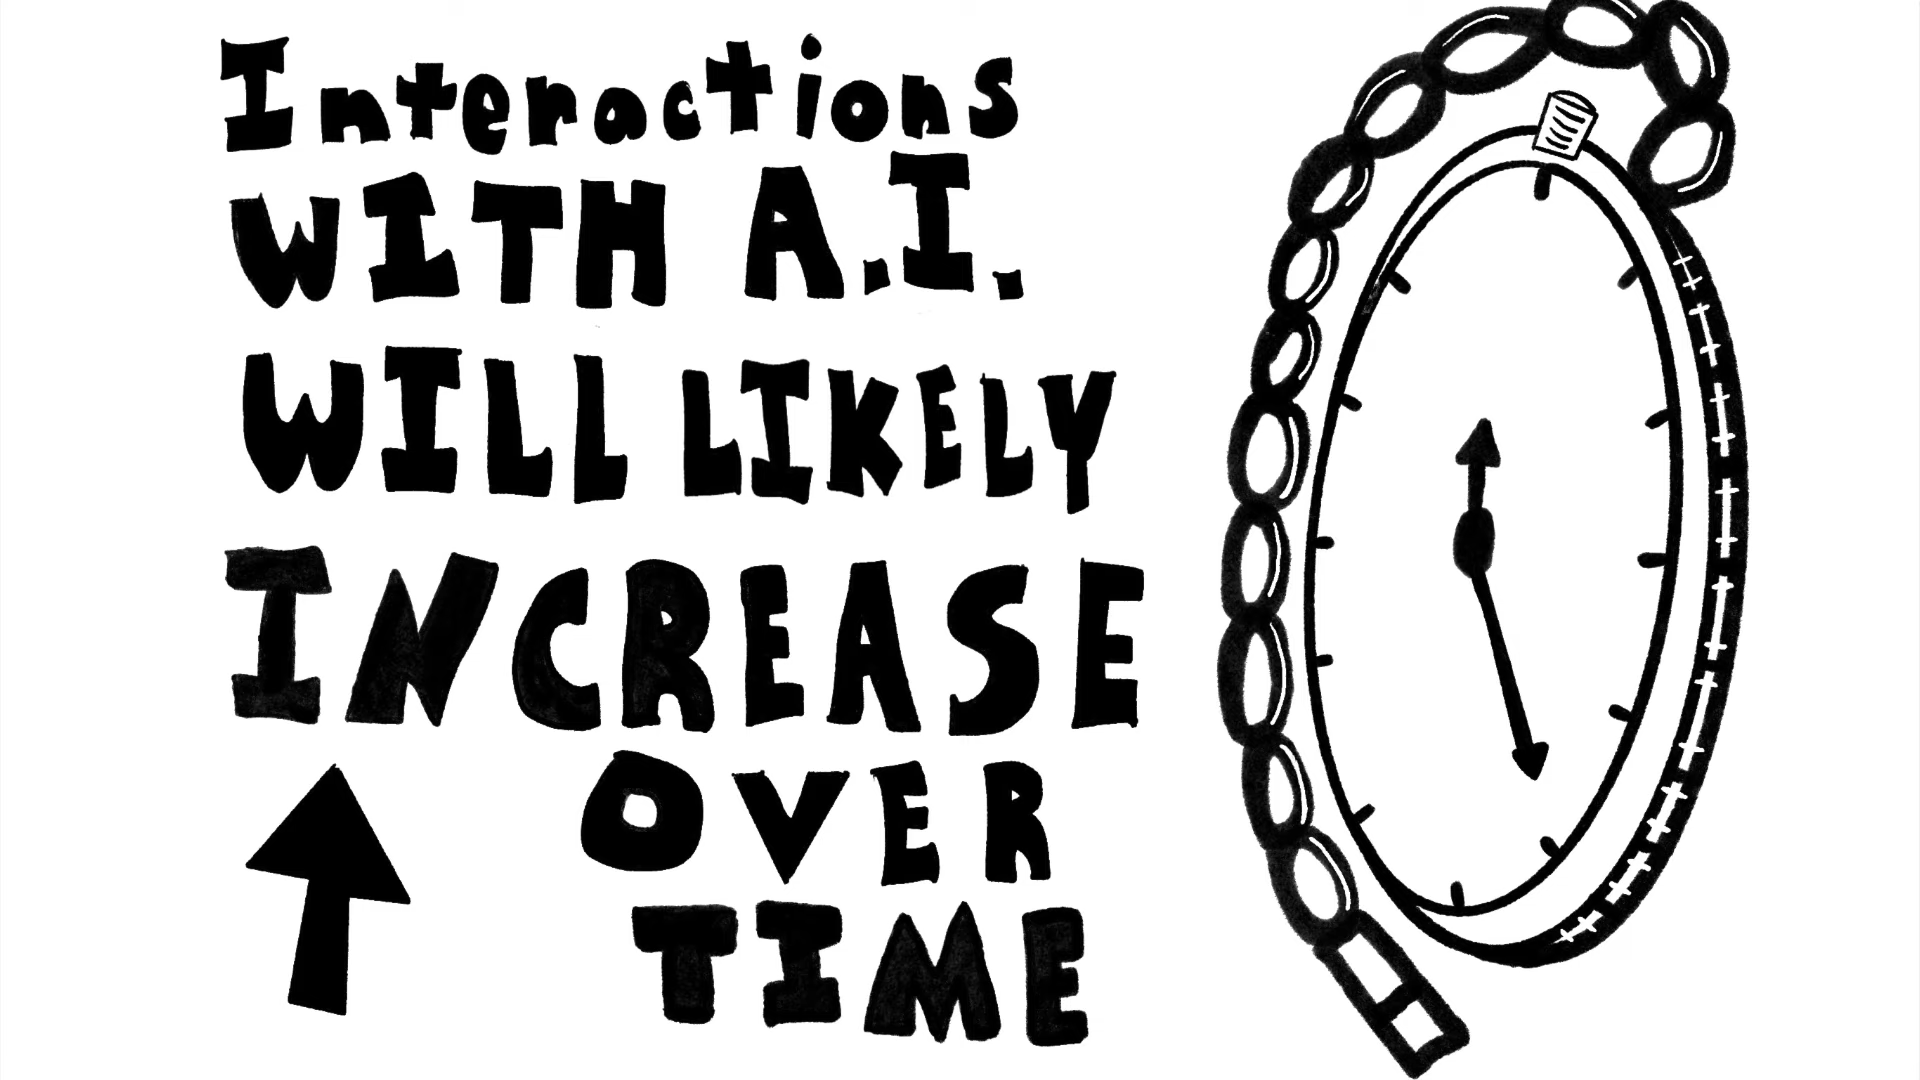 Interactions
WITH A.I.
WILL LIKELY
INCREASE
OVER
TIME